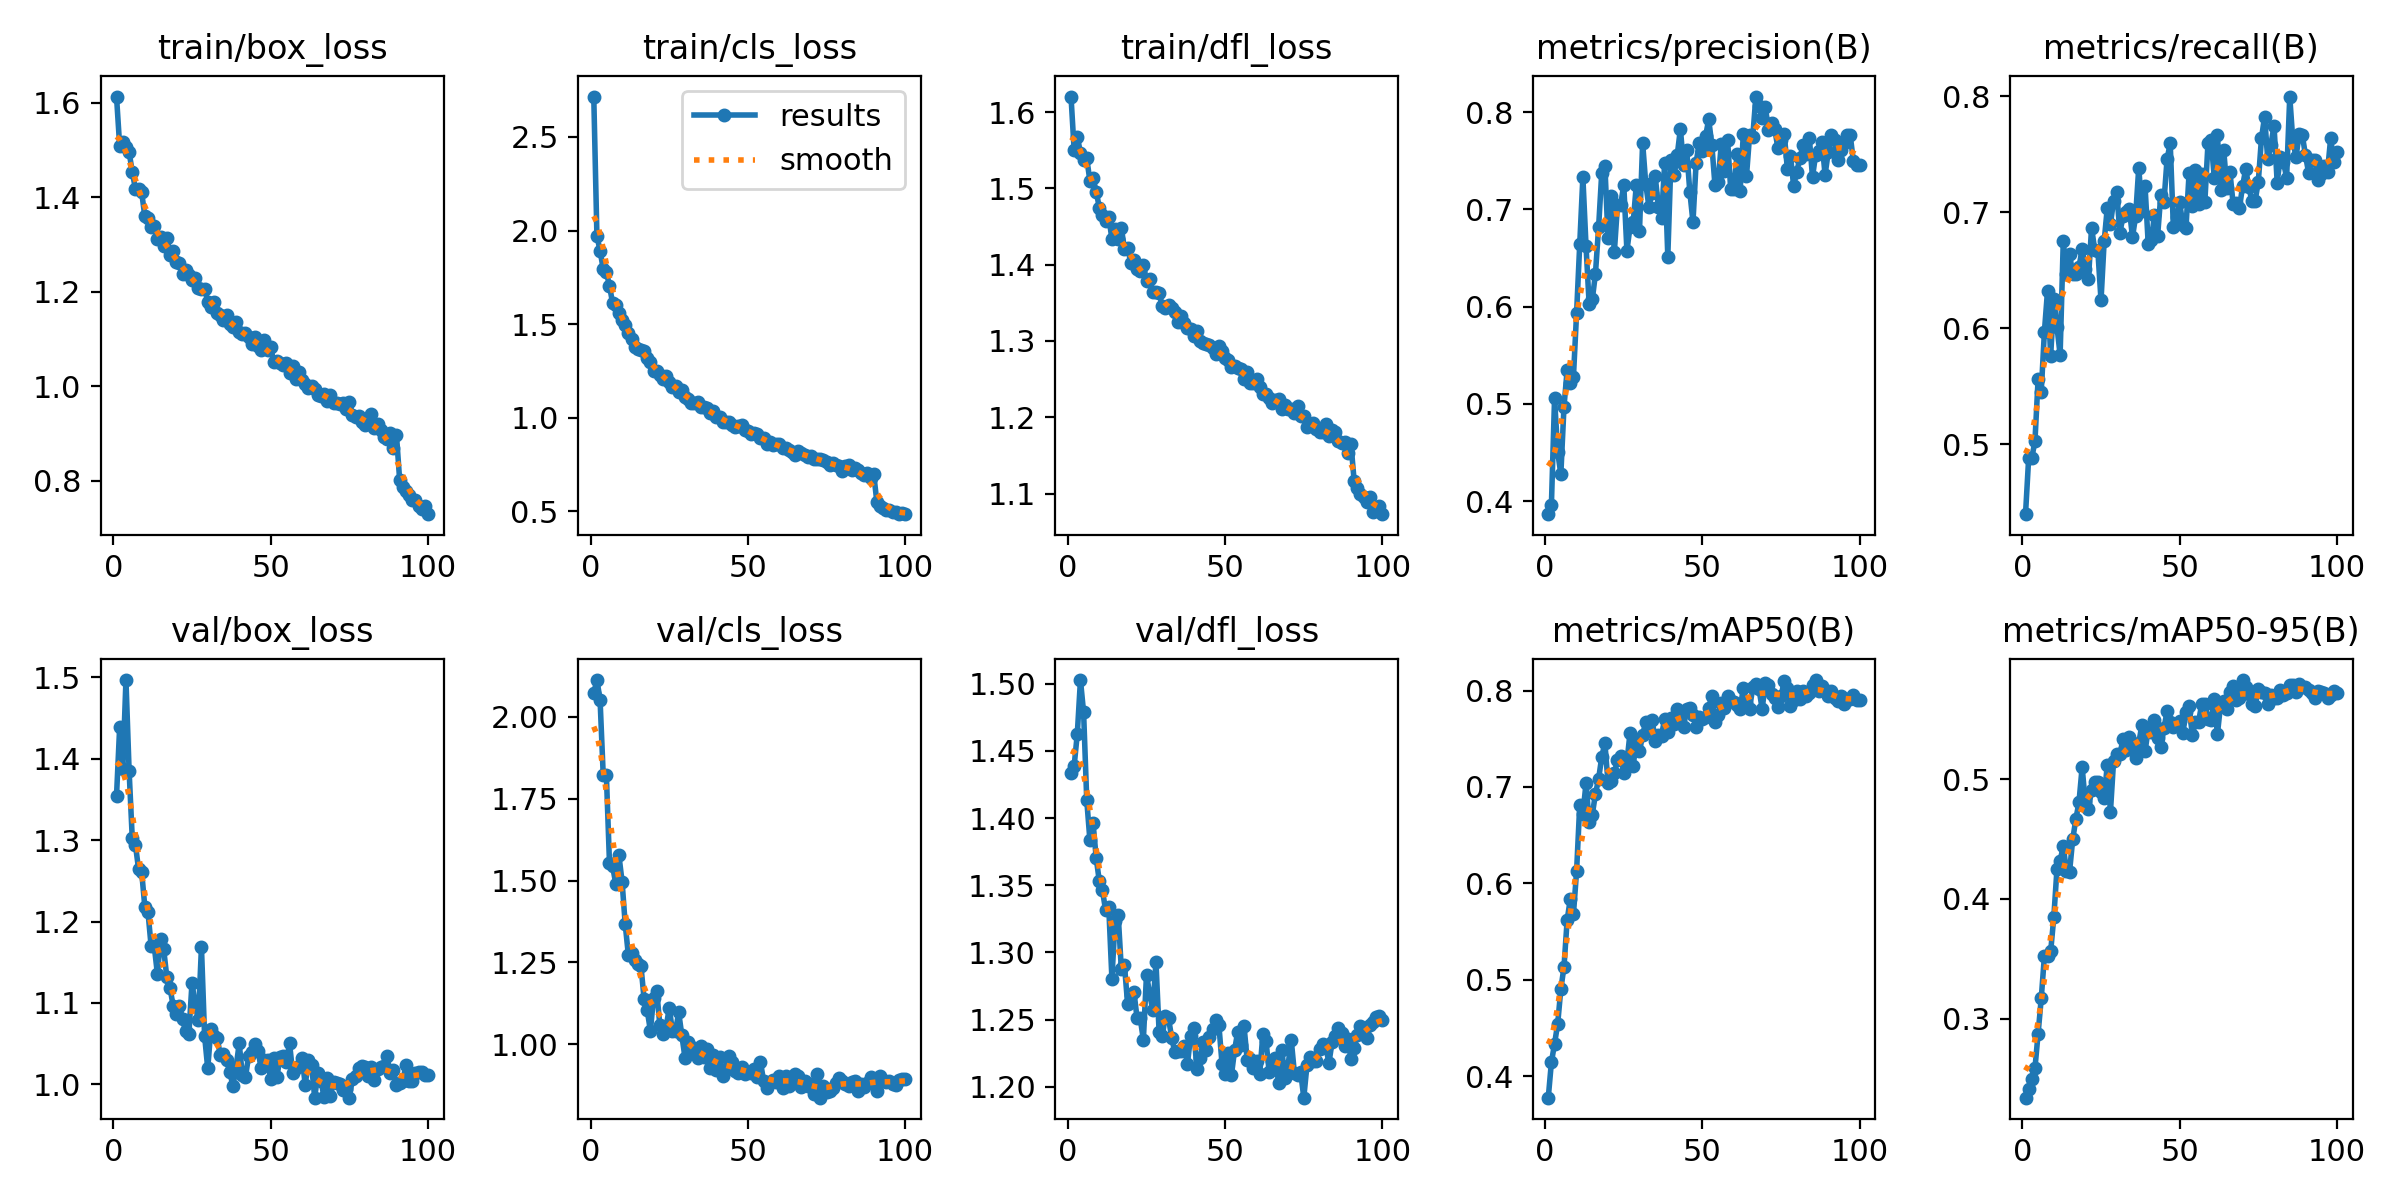 train/box_loss
1.6
1.4
1.2
1.0
0.8
0 50 100
train/cls_loss
results
smooth
2.5
2.0
1.5
1.0
0.5
0 50 100
train/dfl_loss
1.6
1.5
1.4
1.3
1.2
1.1
0 50 100
metrics/precision(B)
0.8
0.7
0.6
0.5
0.4
0 50 100
metrics/recall(B)
0.8
0.7
0.6
0.5
0 50 100
val/box_loss
1.5
1.4
1.3
1.2
1.1
1.0
0 50 100
val/cls_loss
2.00
1.75
1.50
1.25
1.00
0 50 100
val/dfl_loss
1.50
1.45
1.40
1.35
1.30
1.25
1.20
0 50 100
metrics/mAP50(B)
0.8
0.7
0.6
0.5
0.4
0 50 100
metrics/mAP50-95(B)
0.5
0.4
0.3
0 50 100